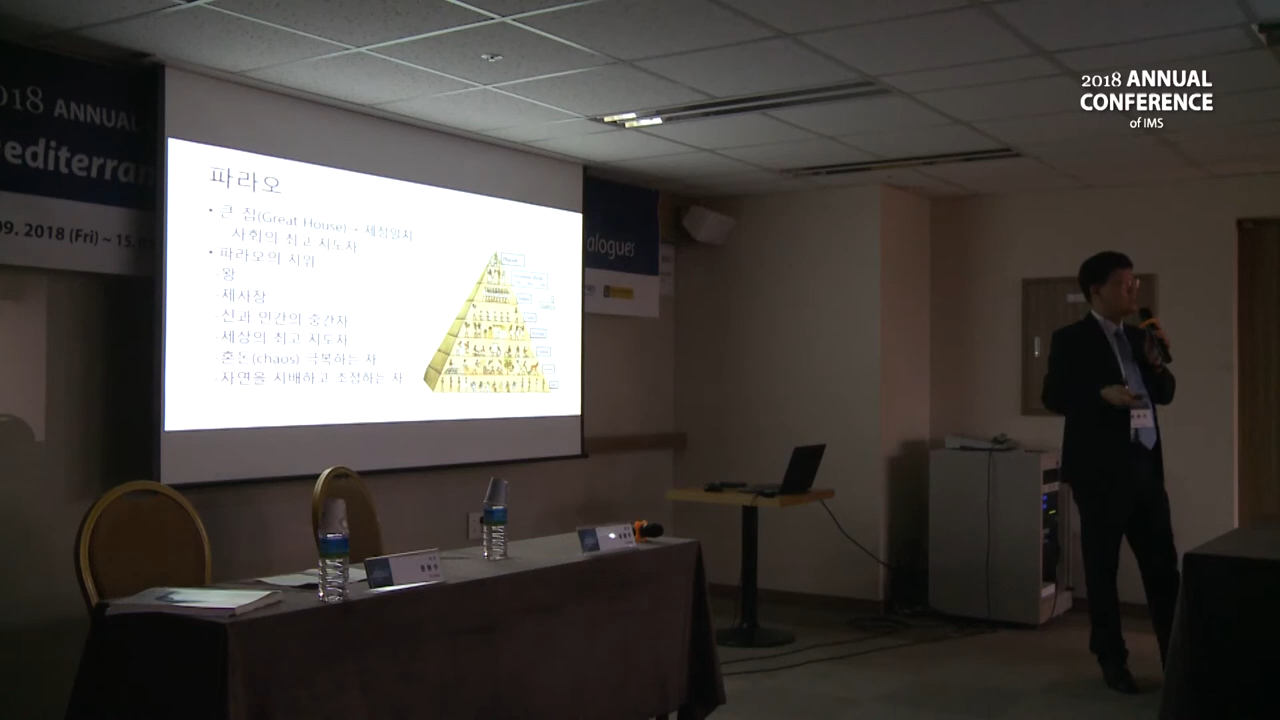 2018 ANNUAL
CONFERENCE
of IMS
018 ANNUAL
editerran
09. 2018 (Fri) ~ 15.
alogues
파라오
• 큰 집(Great House) - 제정일치
사회의 최고 지도자
• 파라오의 지위
- 왕
- 제사장
- 신과 인간의 중간자
- 세상의 최고 지도자
- 혼돈(chaos) 극복하는 자
- 자연을 지배하고 조정하는 자